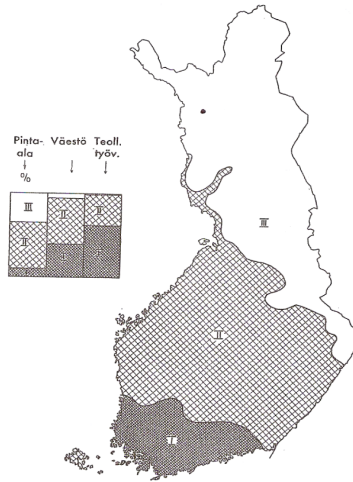 Pinta- Väestö Teoll.
ala työv.
%
III
II II II
I I
III
II
I